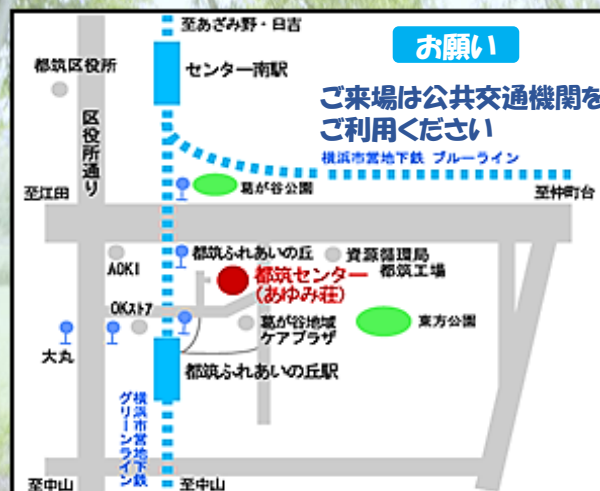 至あざみ野・日吉
お願い
都筑区役所
センター南駅
ご来場は公共交通機関を
ご利用ください
区役所通り
横浜市営地下鉄 ブルーライン
至江田
葛が谷公園
至仲町台
都筑ふれあいの丘
資源循環局
都筑工場
AOKI
都筑センター
(あゆみ荘)
OKストア
葛が谷地域
ケアプラザ
東方公園
大丸
都筑ふれあいの丘駅
横浜市営地下鉄
グリーンライン
至中山
至中山